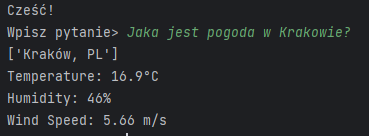 Cześć!
Wpisz pytanie> Jaka jest pogoda w Krakowie?
['Kraków, PL']
Temperature: 16.9°C
Humidity: 46%
Wind Speed: 5.66 m/s